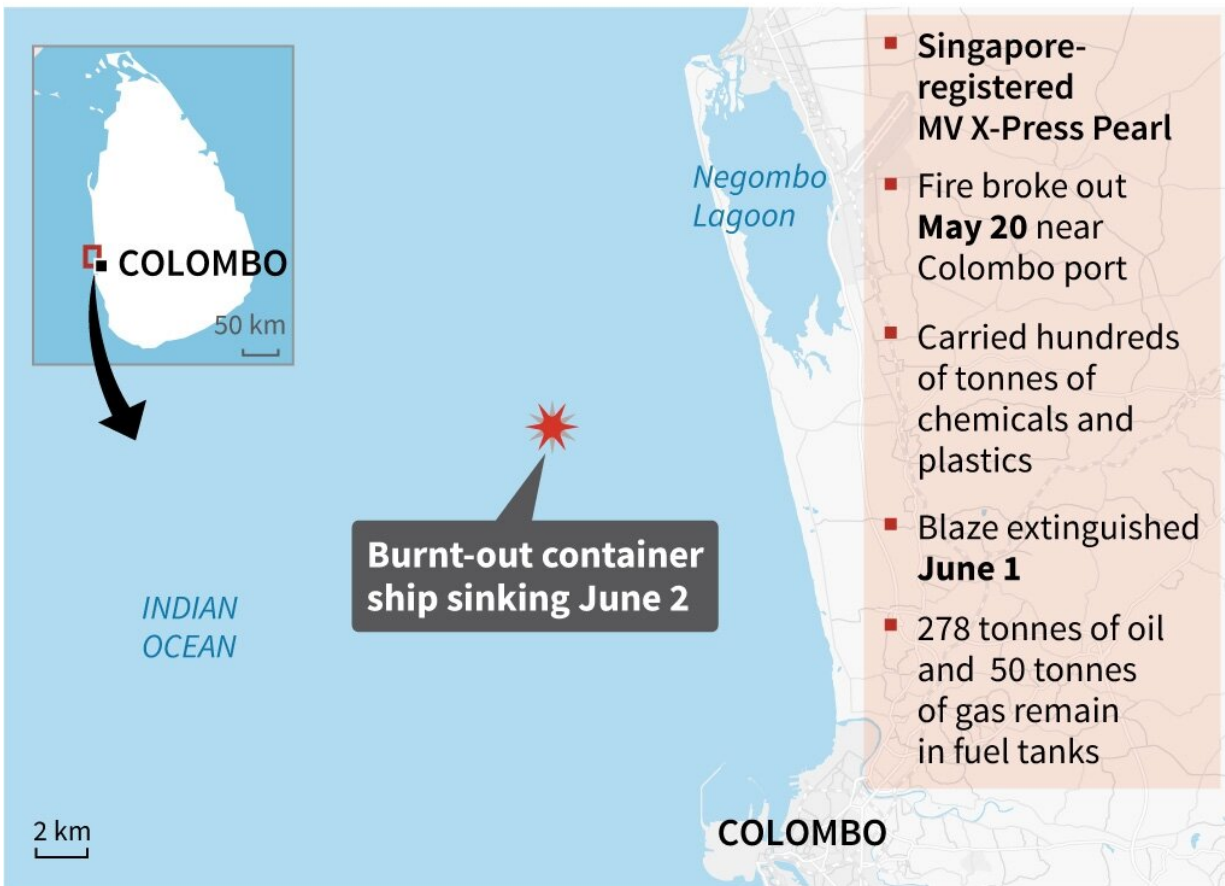 COLOMBO
50 km
Negombo
Lagoon
Burnt-out container
ship sinking June 2
INDIAN
OCEAN
2 km
COLOMBO
Singapore-
registered
MV X-Press Pearl
Fire broke out
May 20 near
Colombo port
Carried hundreds
of tonnes of
chemicals and
plastics
Blaze extinguished
June 1
278 tonnes of oil
and 50 tonnes
of gas remain
in fuel tanks